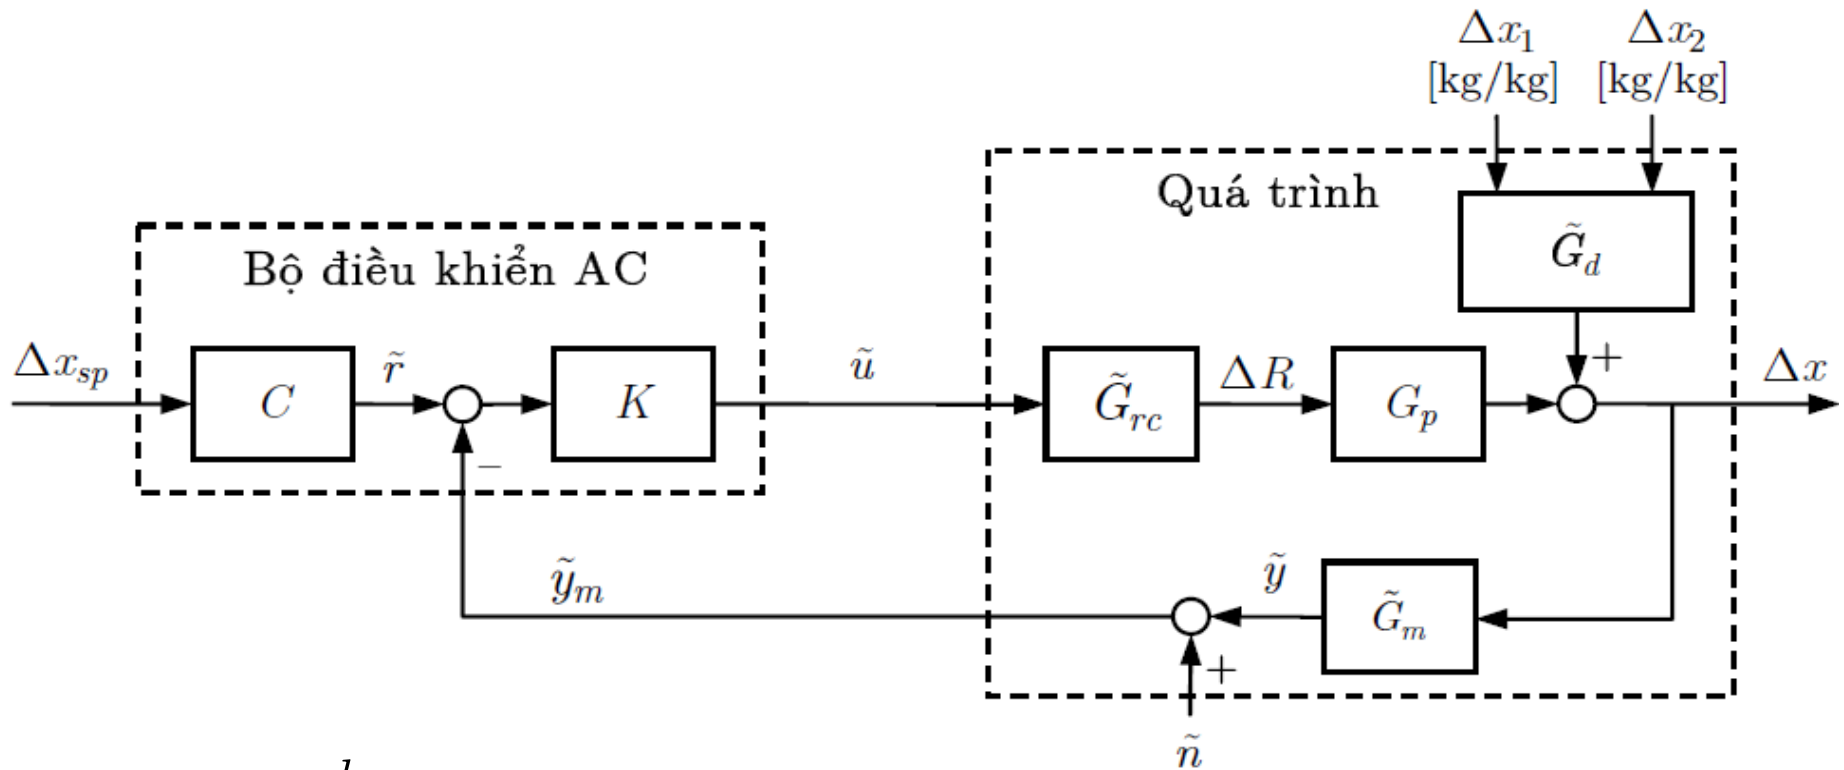 Δx₁ Δx₂
[kg/kg] [kg/kg]
Quá trình
G̃_d
Bộ điều khiển AC
Δx_sp
C
r̃
K
ũ
G̃_rc
ΔR
G_p
+
Δx
−
ỹ_m
ỹ
G̃_m
+
ñ